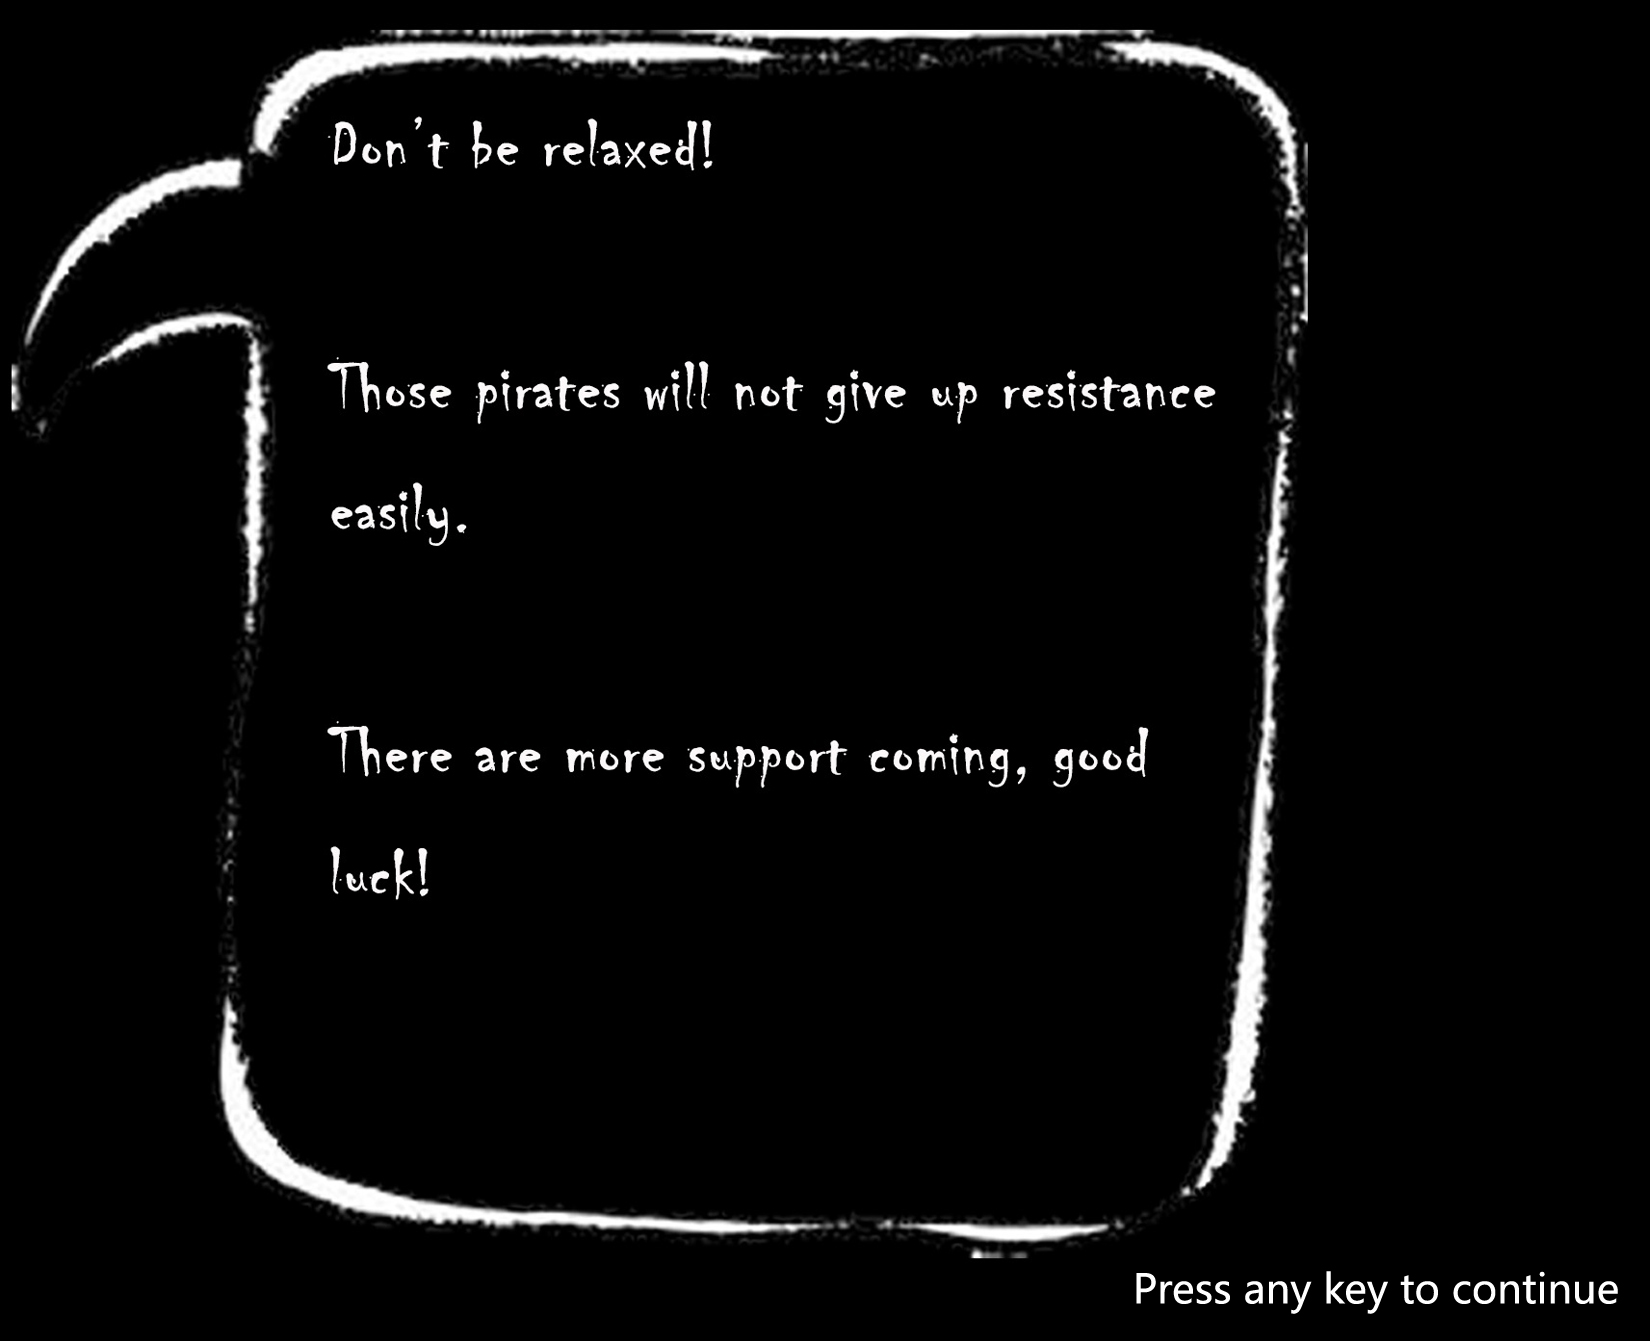 Don't be relaxed!
Those pirates will not give up resistance
easily.
There are more support coming, good
luck!
Press any key to continue